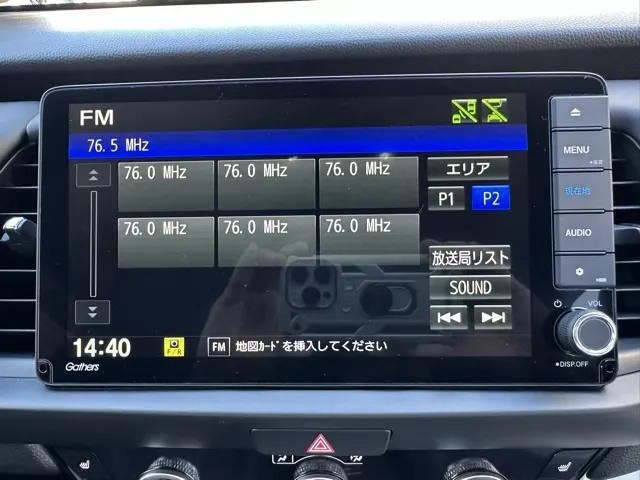 FM
76.5 MHz
76.0 MHz 76.0 MHz 76.0 MHz エリア
P1 P2
76.0 MHz 76.0 MHz 76.0 MHz
放送局リスト
SOUND
14:40 F/R FM 地図ｶｰﾄﾞを挿入してください
Gathers
MENU
現在地
AUDIO
VOL
DISP.OFF